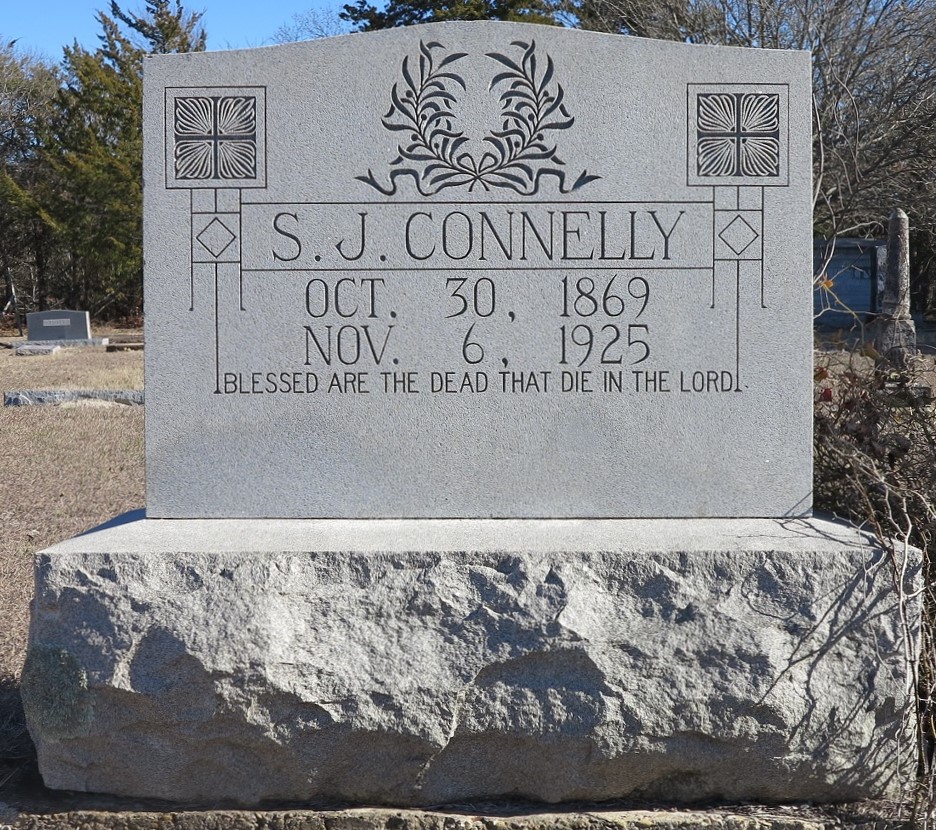 S. J. CONNELLY
OCT. 30, 1869
NOV. 6, 1925
BLESSED ARE THE DEAD THAT DIE IN THE LORD.